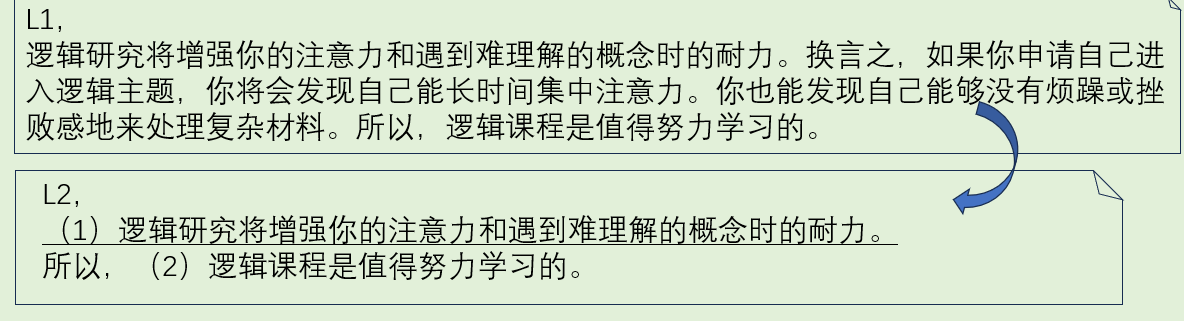 L1，
逻辑研究将增强你的注意力和遇到难理解的概念时的耐力。换言之，如果你申请自己进
入逻辑主题，你将会发现自己能长时间集中注意力。你也能发现自己能够没有烦躁或挫
败感地来处理复杂材料。所以，逻辑课程是值得努力学习的。
L2，
（1）逻辑研究将增强你的注意力和遇到难理解的概念时的耐力。
所以，（2）逻辑课程是值得努力学习的。